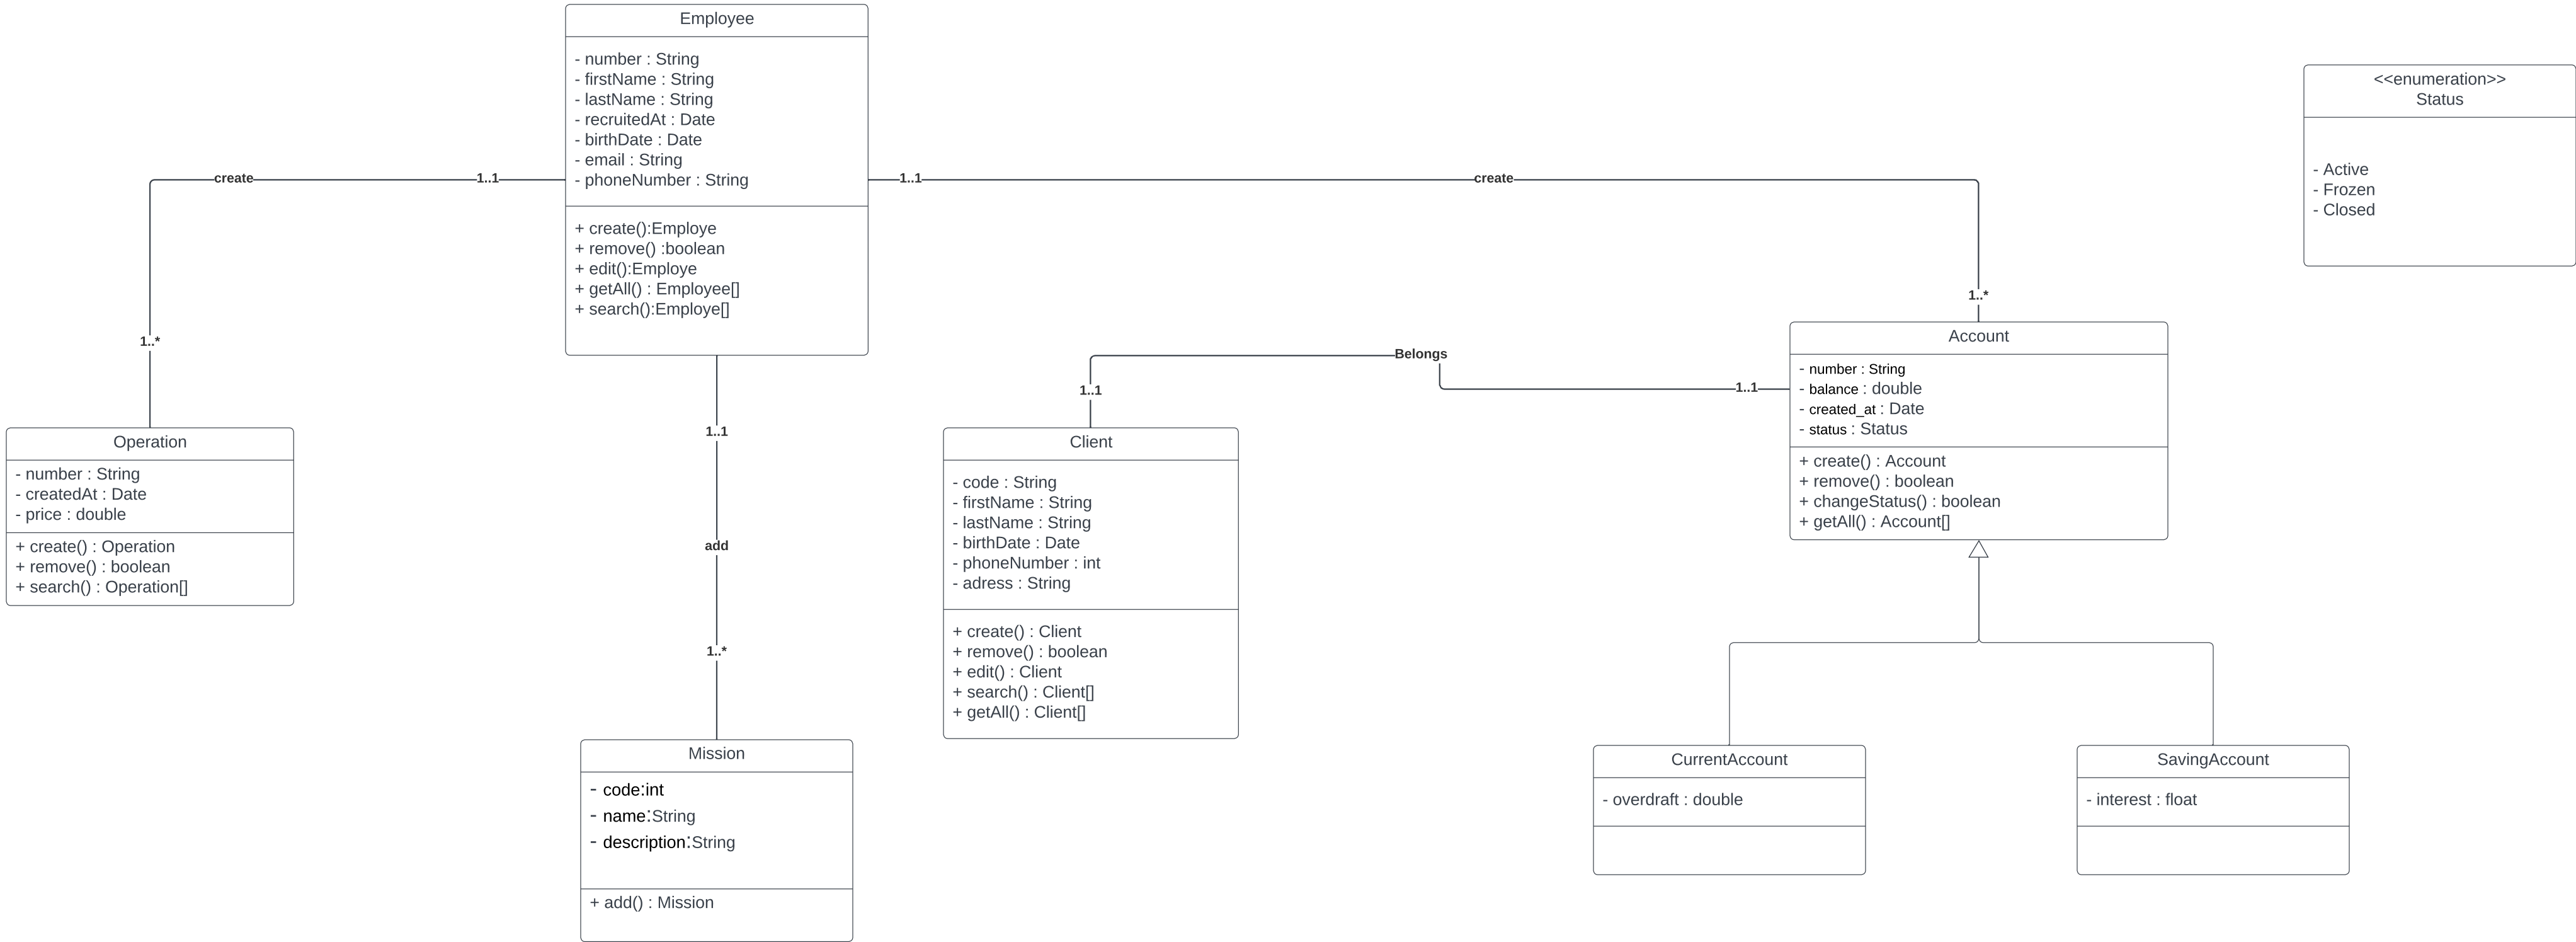 Employee
- number : String
- firstName : String
- lastName : String
- recruitedAt : Date
- birthDate : Date
- email : String
- phoneNumber : String
+ create():Employe
+ remove() :boolean
+ edit():Employe
+ getAll() : Employee[]
+ search():Employe[]
<<enumeration>>
Status
- Active
- Frozen
- Closed
create
1..1
1..1
create
1..*
1..*
Operation
- number : String
- createdAt : Date
- price : double
+ create() : Operation
+ remove() : boolean
+ search() : Operation[]
1..1
add
1..*
Mission
- code:int
- name:String
- description:String
+ add() : Mission
Belongs
1..1
1..1
Client
- code : String
- firstName : String
- lastName : String
- birthDate : Date
- phoneNumber : int
- adress : String
+ create() : Client
+ remove() : boolean
+ edit() : Client
+ search() : Client[]
+ getAll() : Client[]
Account
- number : String
- balance : double
- created_at : Date
- status : Status
+ create() : Account
+ remove() : boolean
+ changeStatus() : boolean
+ getAll() : Account[]
CurrentAccount
- overdraft : double
SavingAccount
- interest : float